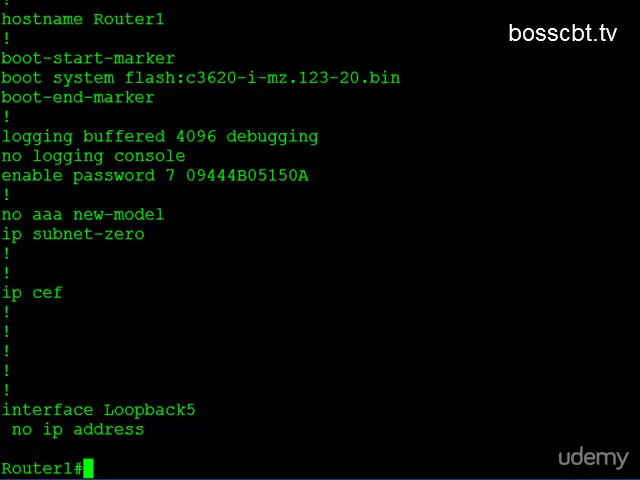 !
hostname Router1
bosscbt.tv
!
boot-start-marker
boot system flash:c3620-i-mz.123-20.bin
boot-end-marker
!
logging buffered 4096 debugging
no logging console
enable password 7 09444B05150A
!
no aaa new-model
ip subnet-zero
!
!
ip cef
!
!
!
!
!
interface Loopback5
 no ip address
Router1#
udemy